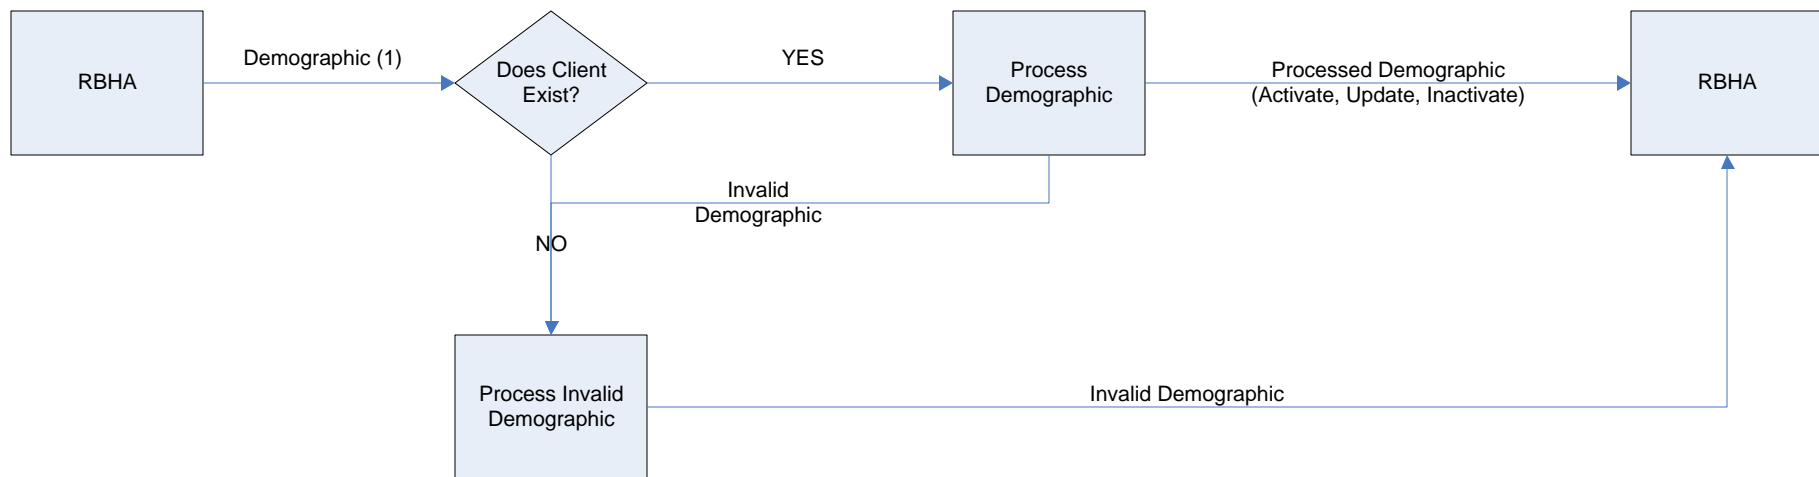 RBHA
Demographic (1)
Does Client
Exist?
YES
Process
Demographic
Processed Demographic
(Activate, Update, Inactivate)
RBHA
Invalid
Demographic
NO
Process Invalid
Demographic
Invalid Demographic